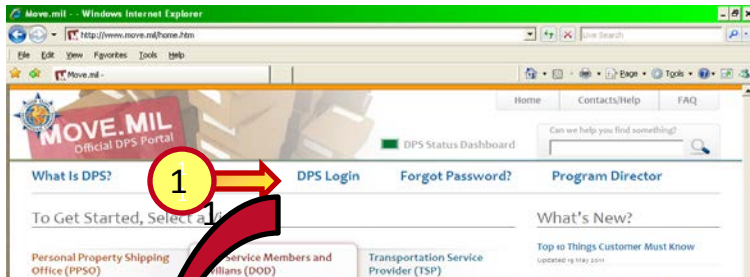 Move.mil - - Windows Internet Explorer
http://www.move.mil/home.htm
Live Search
File Edit View Favorites Tools Help
Move.mil -
Page Tools
Home Contacts/Help FAQ
MOVE.MIL
Official DPS Portal
DPS Status Dashboard
Can we help you find something?
What Is DPS? 1 DPS Login Forgot Password? Program Director
1
To Get Started, Select a What's New?
Personal Property Shipping Office (PPSO)
Service Members and
(DOD)
Transportation Service
Provider (TSP)
Top 10 Things Customer Must Know
Updated 19 May 2011